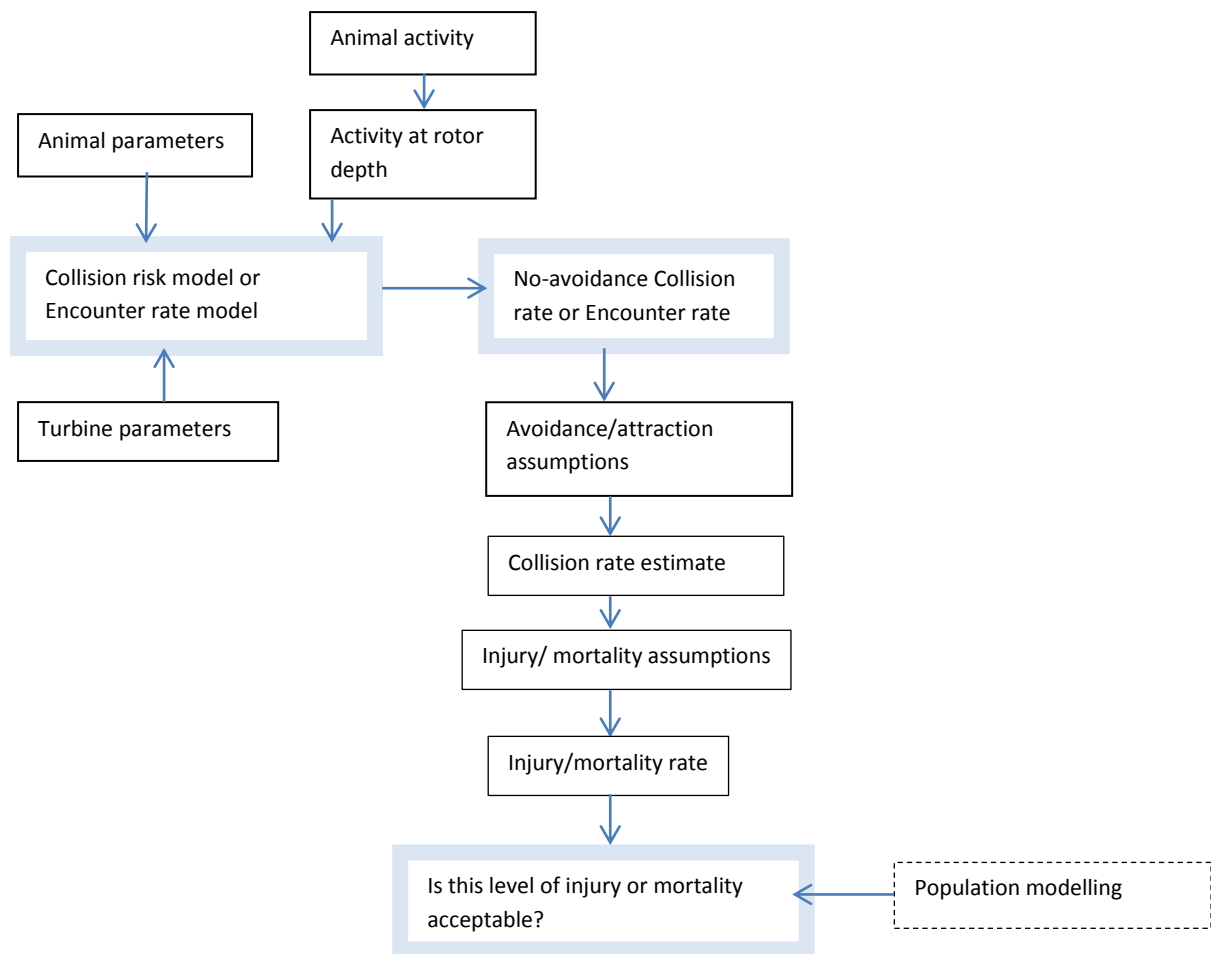 Animal activity
Animal parameters
Activity at rotor
depth
Collision risk model or
Encounter rate model
No-avoidance Collision
rate or Encounter rate
Turbine parameters
Avoidance/attraction
assumptions
Collision rate estimate
Injury/ mortality assumptions
Injury/mortality rate
Is this level of injury or mortality
acceptable?
Population modelling